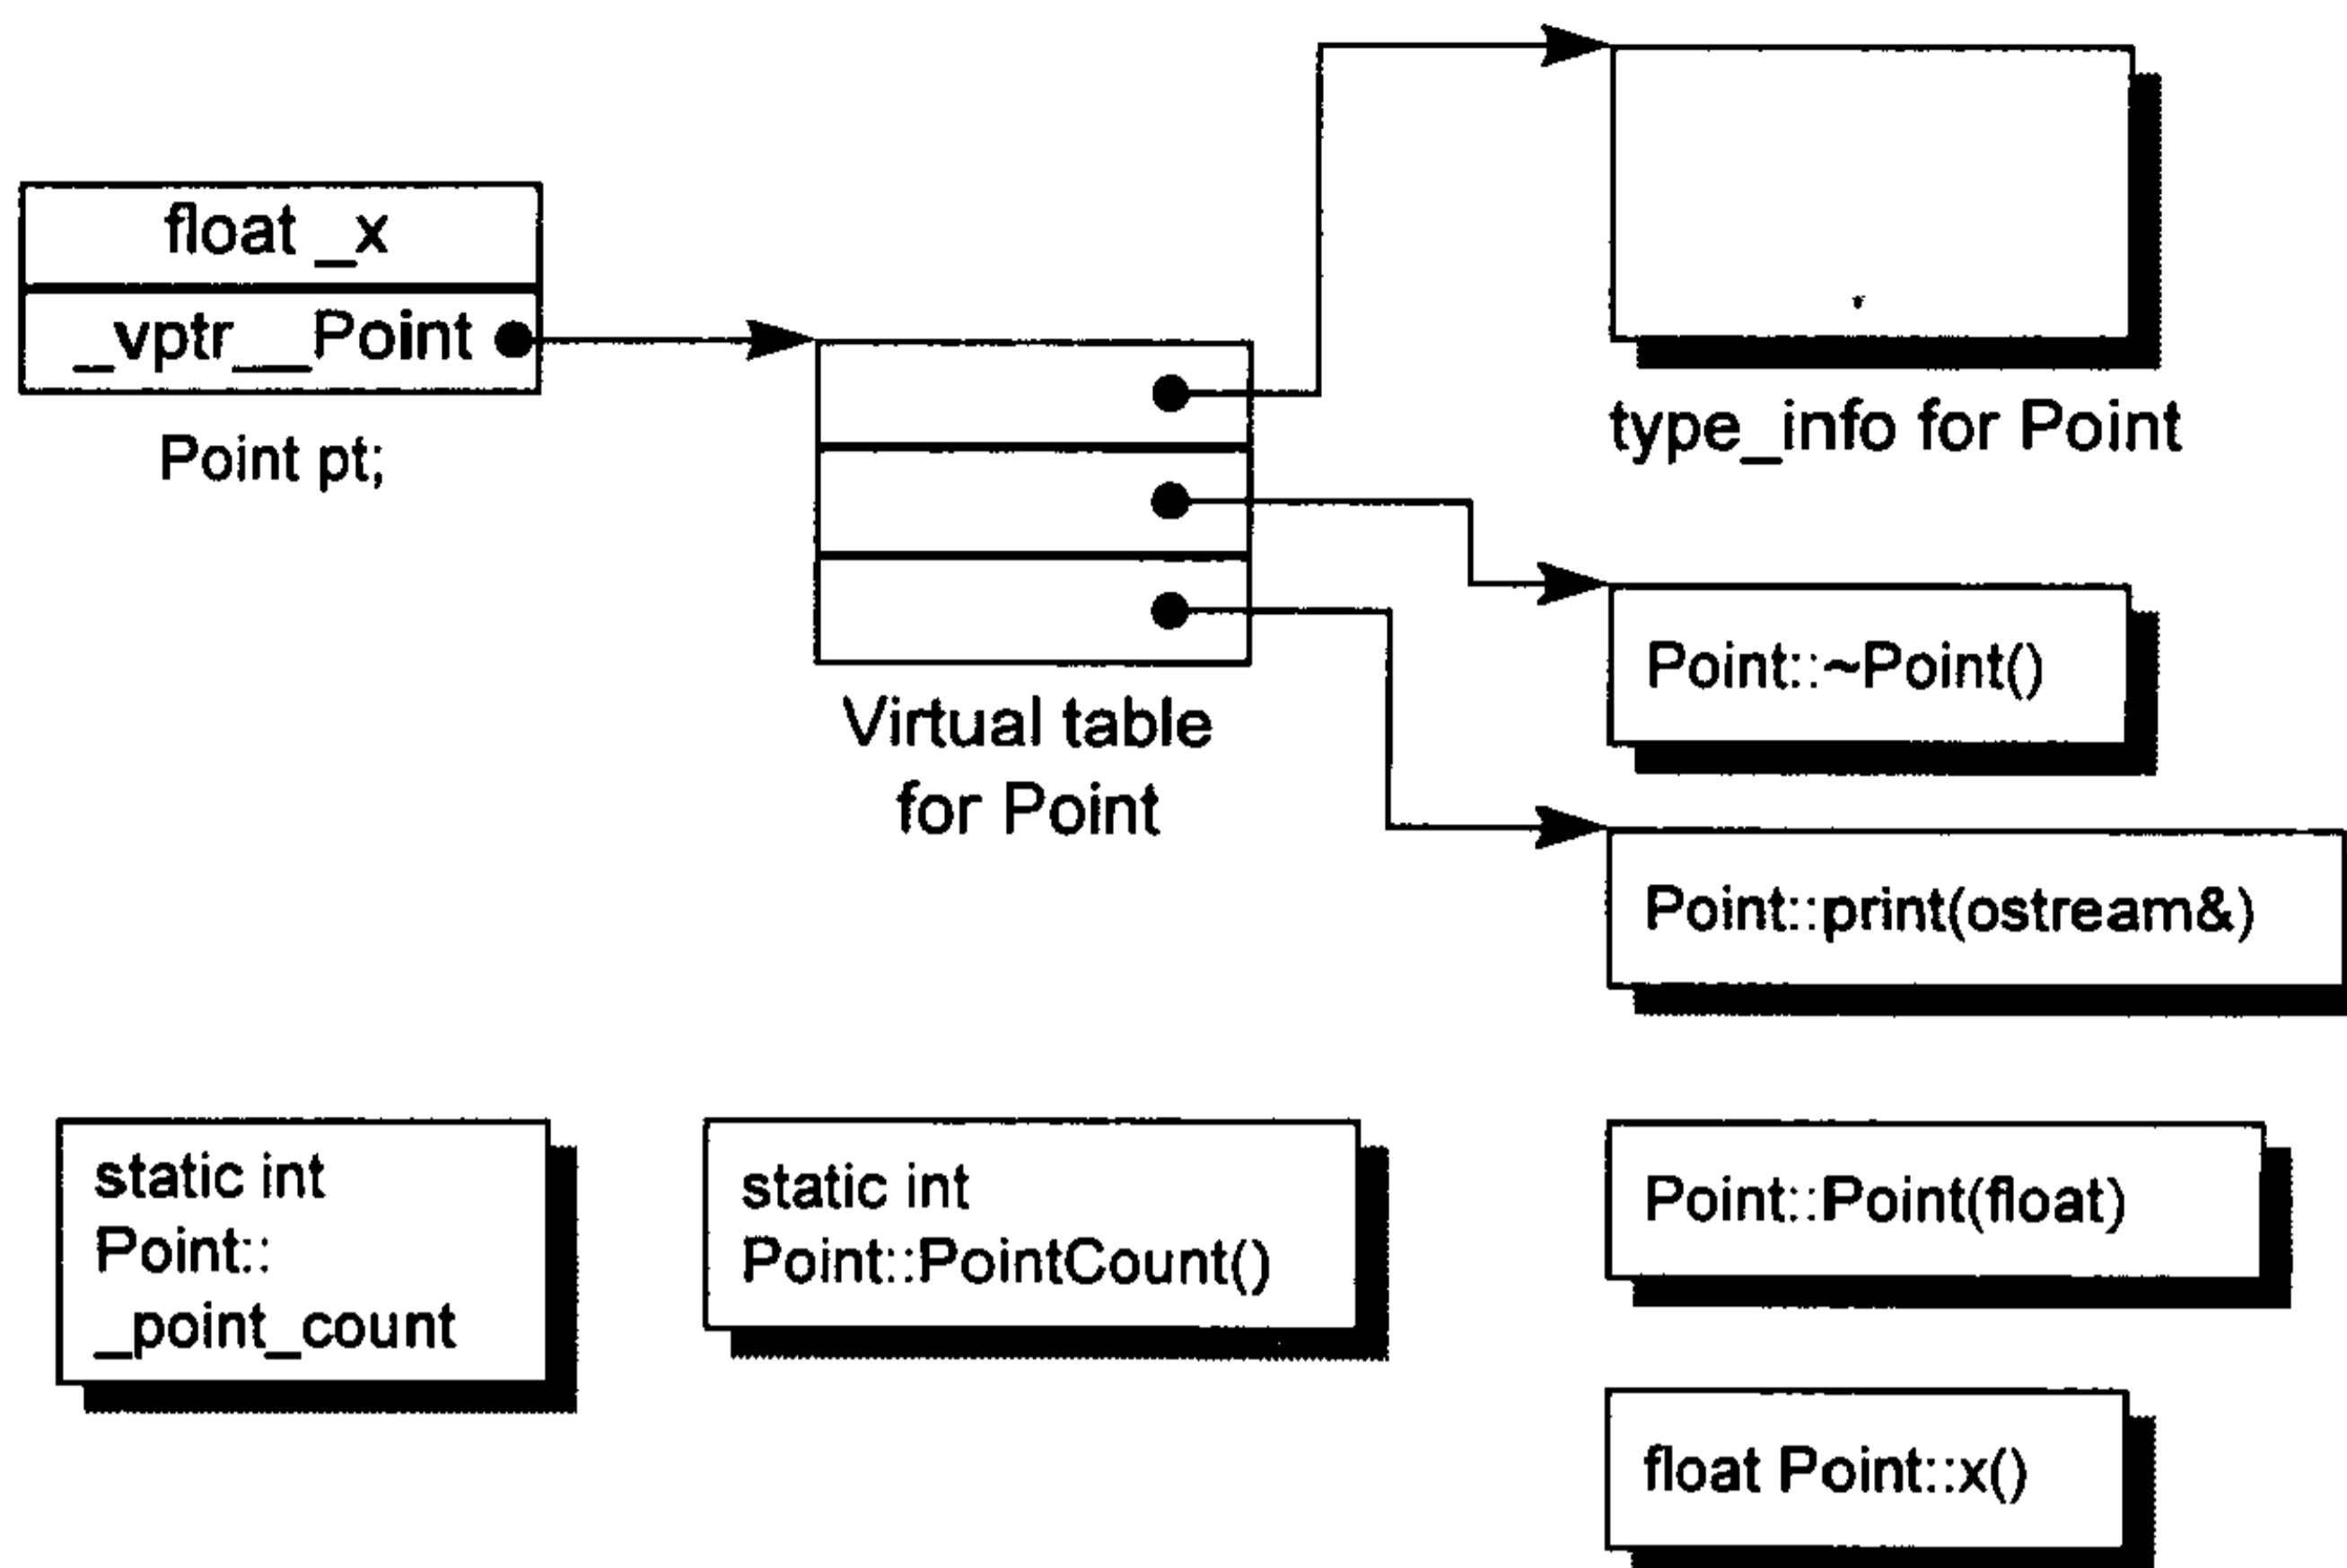 float _x
_vptr__Point
Point pt;
Virtual table
for Point
type_info for Point
Point::~Point()
Point::print(ostream&)
static int
Point::
_point_count
static int
Point::PointCount()
Point::Point(float)
float Point::x()